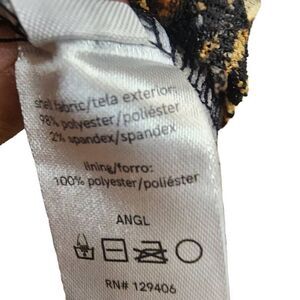 shell fabric/tela exterior:
98% polyester/poliéster
2% spandex/spandex
lining/forro:
100% polyester/poliéster
ANGL
RN# 129406